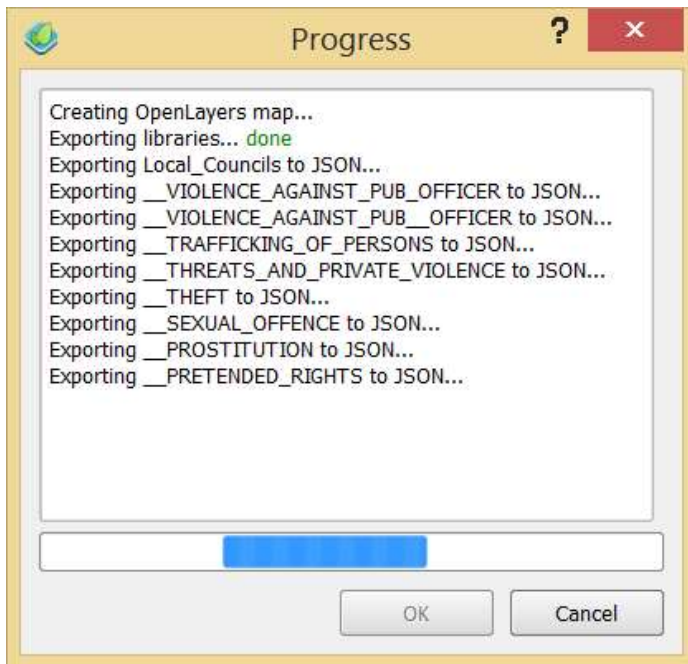 Progress
?
×
Creating OpenLayers map...
Exporting libraries... done
Exporting Local_Councils to JSON...
Exporting __VIOLENCE_AGAINST_PUB_OFFICER to JSON...
Exporting __VIOLENCE_AGAINST_PUB__OFFICER to JSON...
Exporting __TRAFFICKING_OF_PERSONS to JSON...
Exporting __THREATS_AND_PRIVATE_VIOLENCE to JSON...
Exporting __THEFT to JSON...
Exporting __SEXUAL_OFFENCE to JSON...
Exporting __PROSTITUTION to JSON...
Exporting __PRETENDED_RIGHTS to JSON...
OK
Cancel